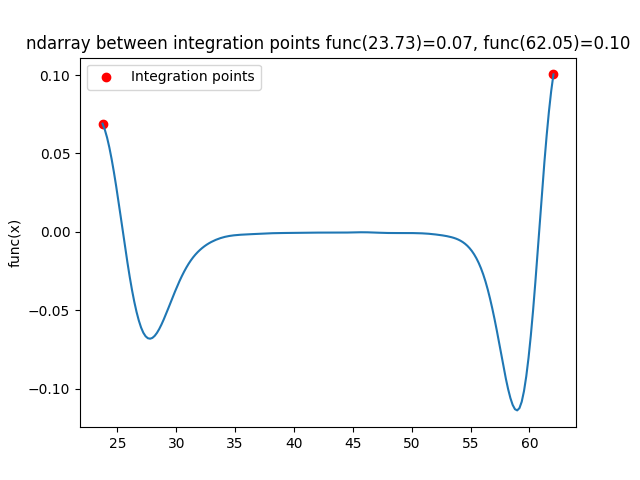 ndarray between integration points func(23.73)=0.07, func(62.05)=0.10
Integration points
func(x)
0.10
0.05
0.00
−0.05
−0.10
25 30 35 40 45 50 55 60